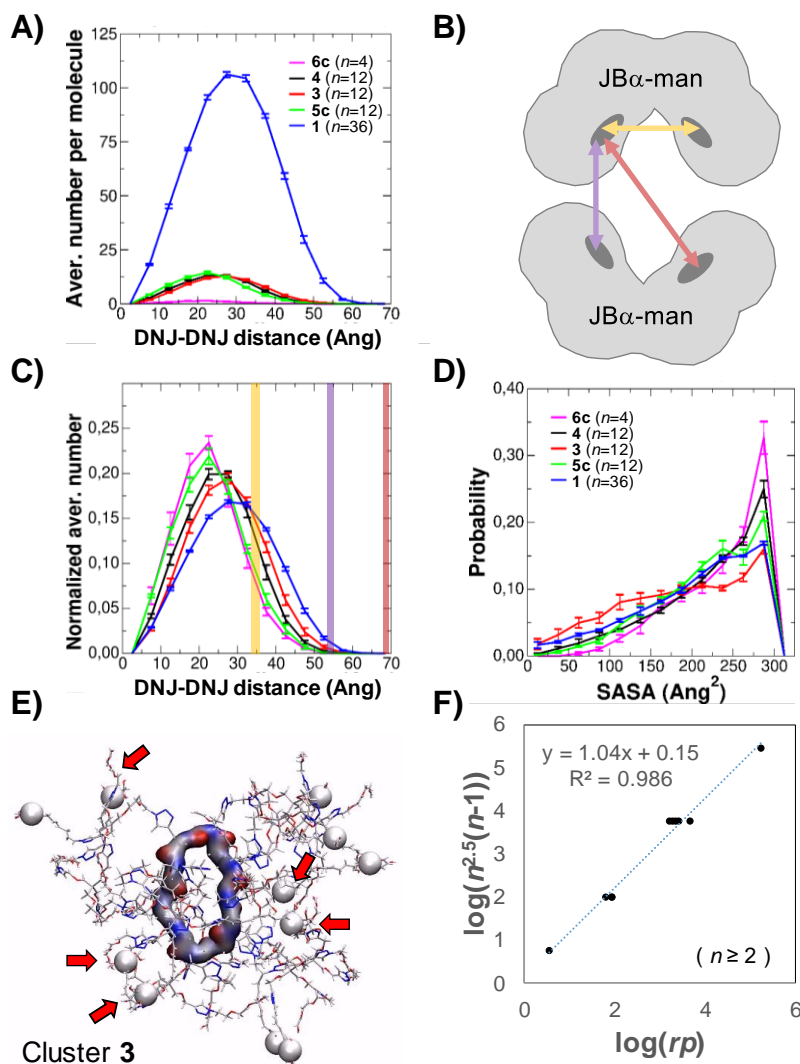 A)
Aver. number per molecule
125
100
75
50
25
0
0 10 20 30 40 50 60 70
DNJ-DNJ distance (Ang)
6c (n=4)
4 (n=12)
3 (n=12)
5c (n=12)
1 (n=36)
B)
JBα-man
JBα-man
C)
Normalized aver. number
0,25
0,20
0,15
0,10
0,05
0,00
0 10 20 30 40 50 60 70
DNJ-DNJ distance (Ang)
D)
Probability
0,40
0,30
0,20
0,10
0,00
0 50 100 150 200 250 300
SASA (Ang²)
6c (n=4)
4 (n=12)
3 (n=12)
5c (n=12)
1 (n=36)
E)
Cluster 3
F)
log(n²·⁵(n-1))
6
5
4
3
2
1
0
0 2 4 6
log(rp)
y = 1.04x + 0.15
R² = 0.986
( n ≥ 2 )